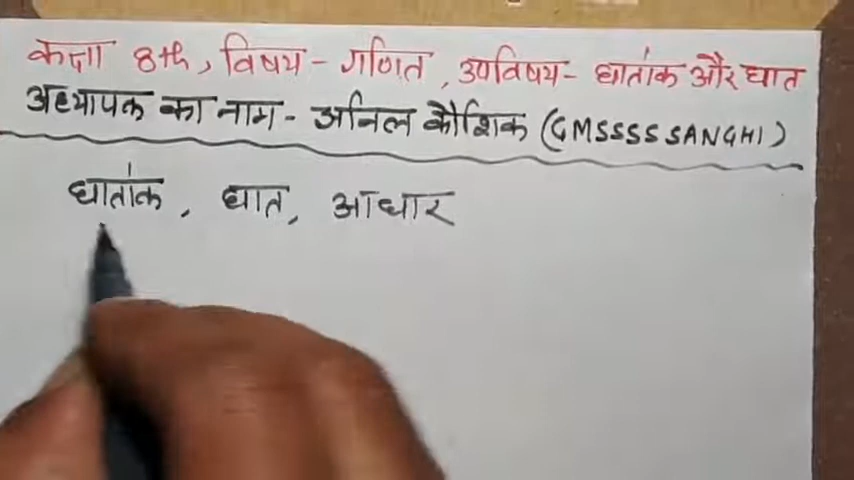 कक्षा 8th, विषय - गणित, उपविषय - घातांक और घात
अध्यापक का नाम - अनिल कौशिक (GMSSSS SANGHI)
घातांक, घात, आधार